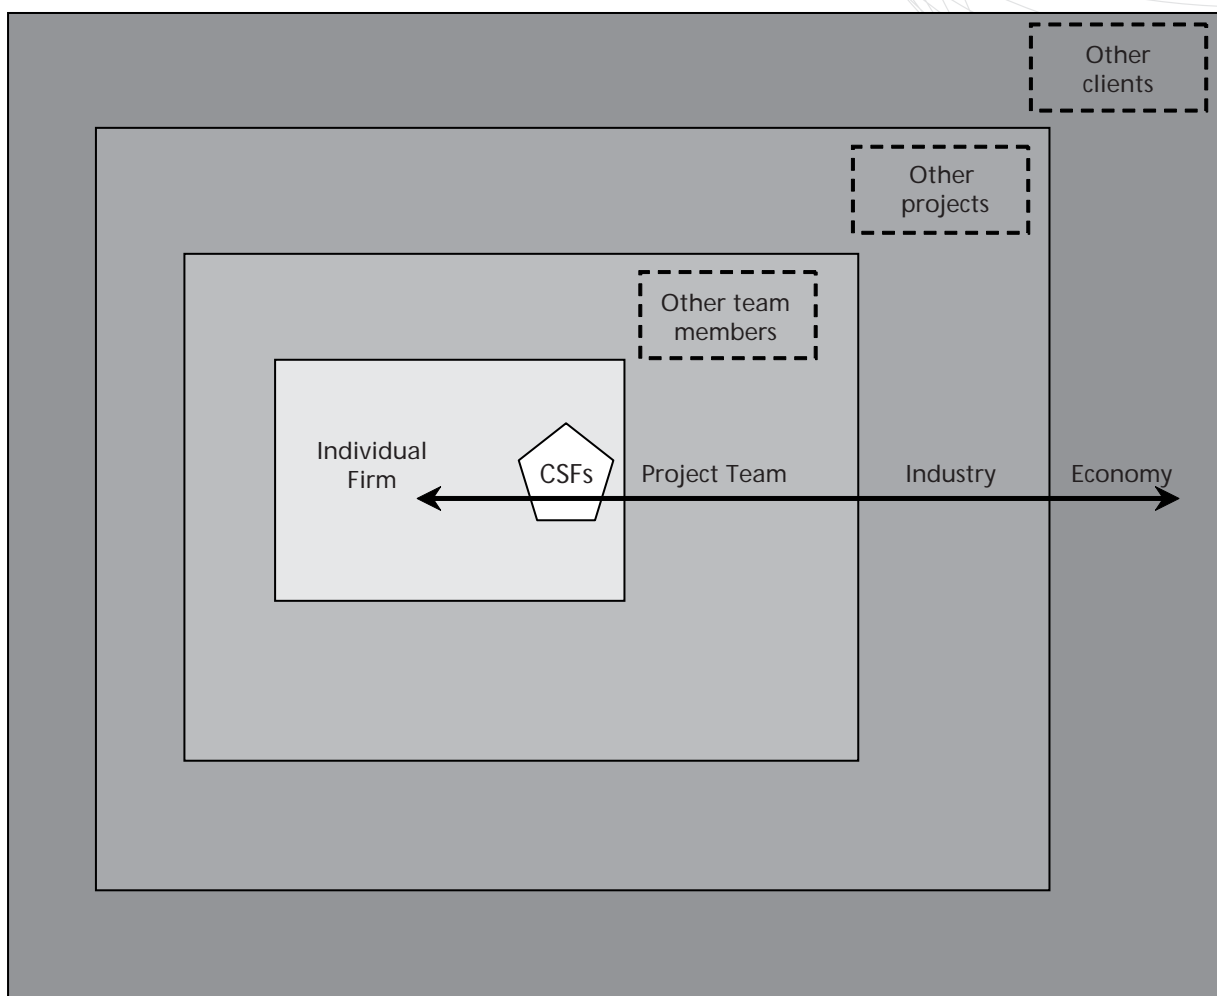 Other
clients
Other
projects
Other team
members
Individual
Firm
CSFs
Project Team
Industry
Economy